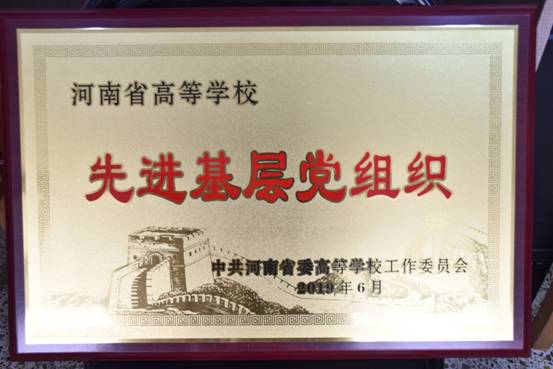 河南省高等学校
先进基层党组织
中共河南省委高等学校工作委员会
2019年6月